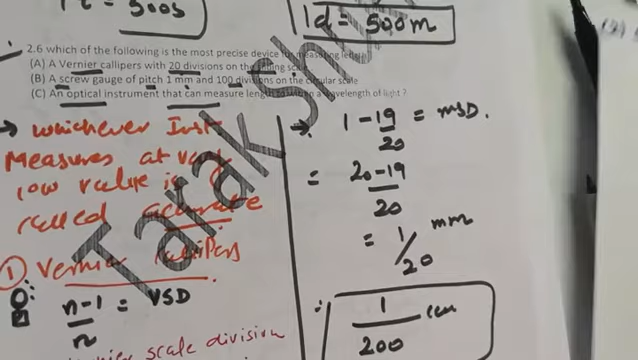 = 500s
1d = 500m
2.6 which of the following is the most precise device for measuring length
(A) A Vernier callipers with 20 divisions on the sliding scale
(B) A screw gauge of pitch 1 mm and 100 divisions on the circular scale
(C) An optical instrument that can measure length to within a wavelength of light ?
→ whichever Inst
Measures at very
low value is
called accurate
① Vernier callipers
n-1 = VSD
n
scale division
→ 1 - 19 = MSD.
20
= 20-19
20
= 1/20 mm
∴ 1 cm
200
Tarak